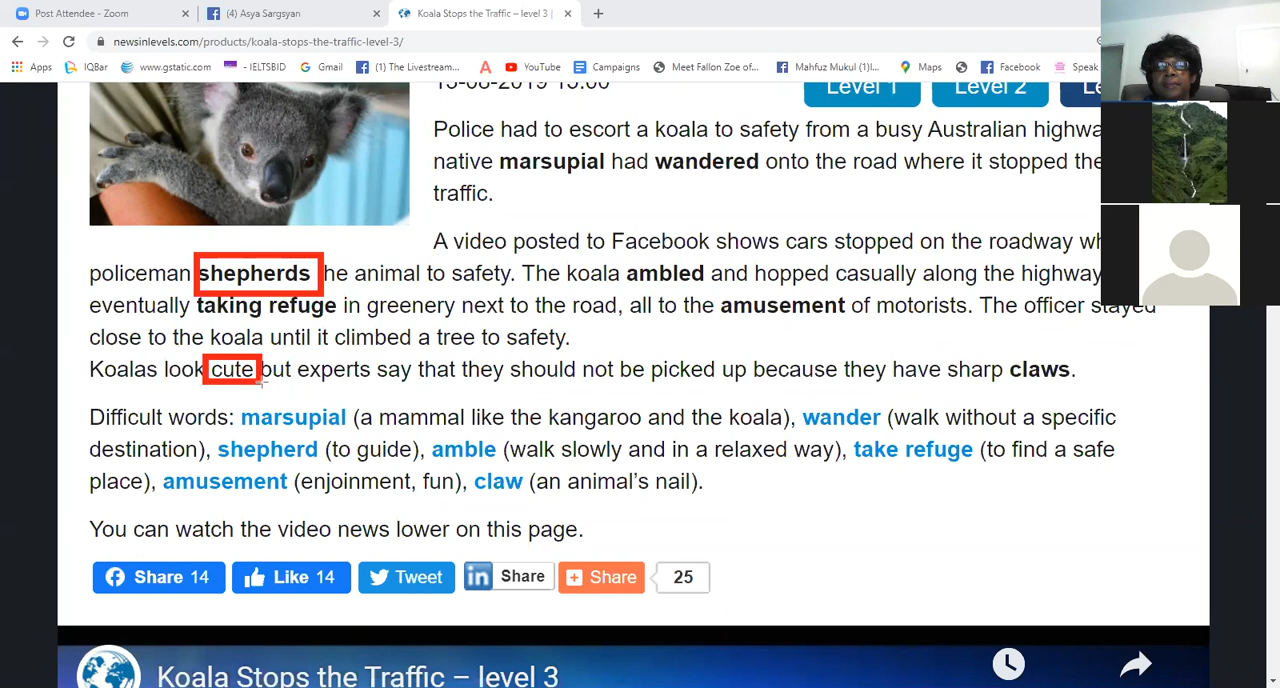 Post Attendee - Zoom
(4) Asya Sargsyan
Koala Stops the Traffic – level 3 |
newsinlevels.com/products/koala-stops-the-traffic-level-3/
Apps IQBar www.gstatic.com - IELTSBID Gmail (1) The Livestream... YouTube Campaigns Meet Fallon Zoe of... Mahfuz Mukul (1)l... Maps Facebook Speak
Level 1 Level 2
Police had to escort a koala to safety from a busy Australian
native marsupial had wandered onto the road where it stopped the
traffic.
A video posted to Facebook shows cars stopped on the roadway
policeman shepherds the animal to safety. The koala ambled and hopped casually along the highway
eventually taking refuge in greenery next to the road, all to the amusement of motorists. The officer stayed
close to the koala until it climbed a tree to safety.
Koalas look cute but experts say that they should not be picked up because they have sharp claws.
Difficult words: marsupial (a mammal like the kangaroo and the koala), wander (walk without a specific
destination), shepherd (to guide), amble (walk slowly and in a relaxed way), take refuge (to find a safe
place), amusement (enjoinment, fun), claw (an animal's nail).
You can watch the video news lower on this page.
Share 14 Like 14 Tweet in Share Share 25
Koala Stops the Traffic – level 3